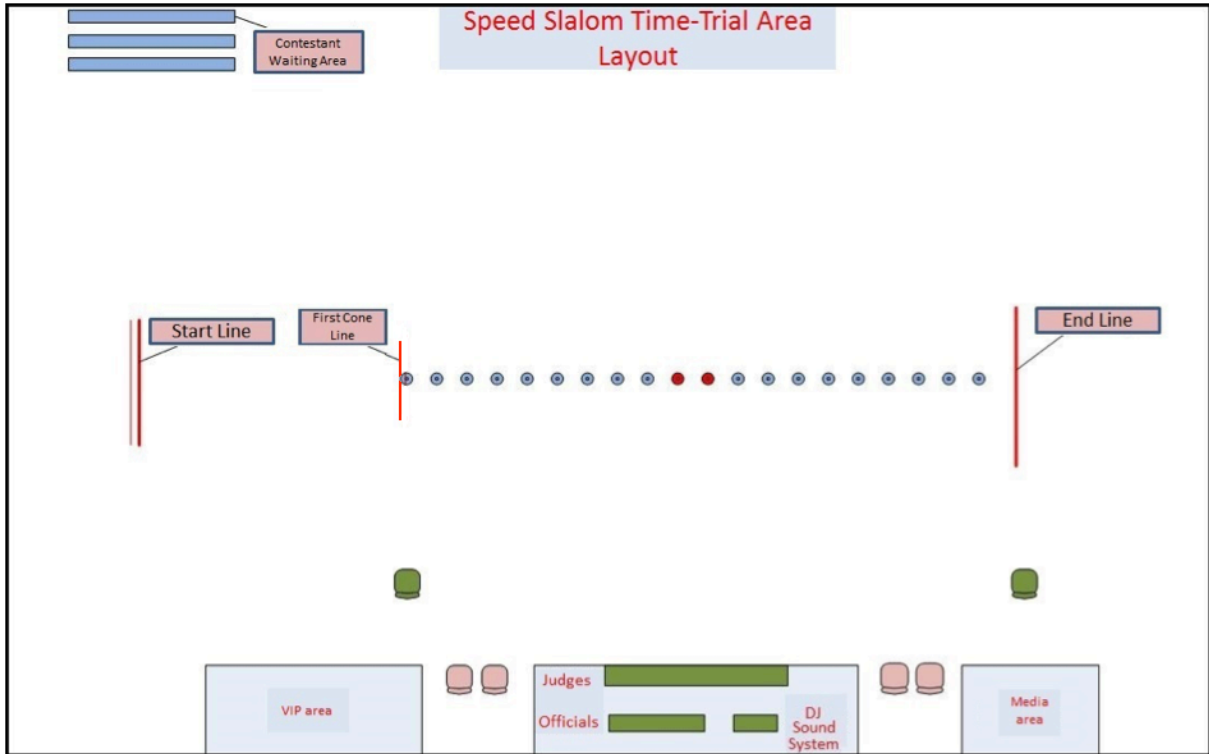 Speed Slalom Time-Trial Area
Layout
Contestant
Waiting Area
Start Line
First Cone
Line
End Line
VIP area
Judges
Officials
DJ
Sound
System
Media
area